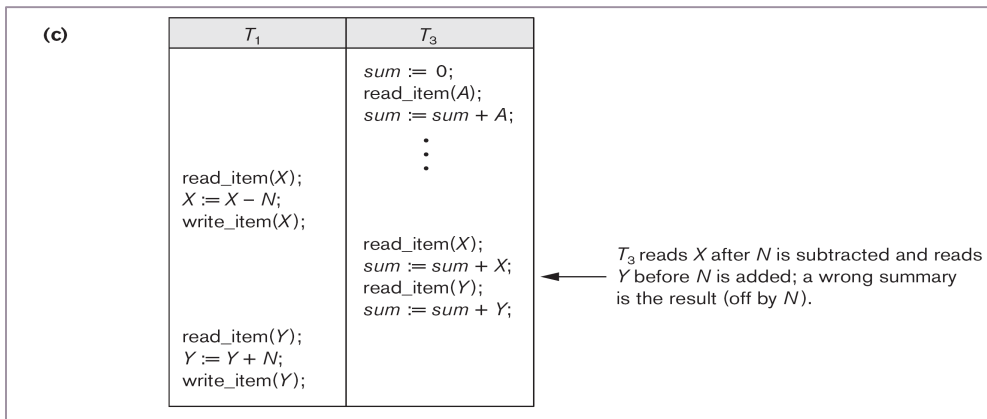 (c)
T1 T3
sum := 0;
read_item(A);
sum := sum + A;
read_item(X);
X := X – N;
write_item(X);
read_item(X);
sum := sum + X;
read_item(Y);
sum := sum + Y;
T3 reads X after N is subtracted and reads
Y before N is added; a wrong summary
is the result (off by N).
read_item(Y);
Y := Y + N;
write_item(Y);